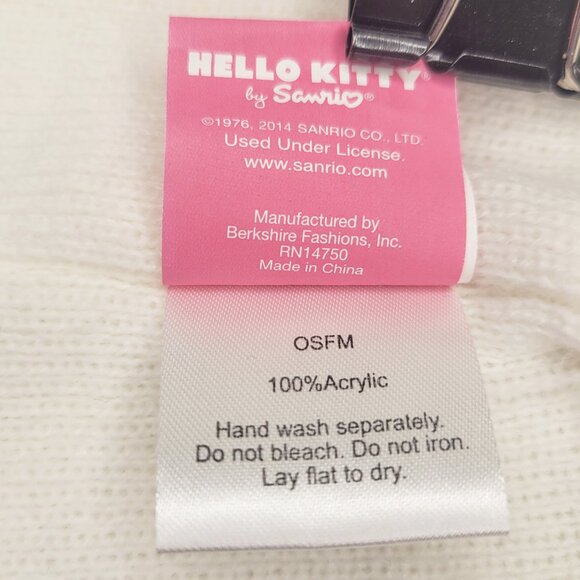 HELLO KITTY®
by Sanrio®
©1976, 2014 SANRIO CO., LTD.
Used Under License.
www.sanrio.com
Manufactured by
Berkshire Fashions, Inc.
RN14750
Made in China
OSFM
100%Acrylic
Hand wash separately.
Do not bleach. Do not iron.
Lay flat to dry.